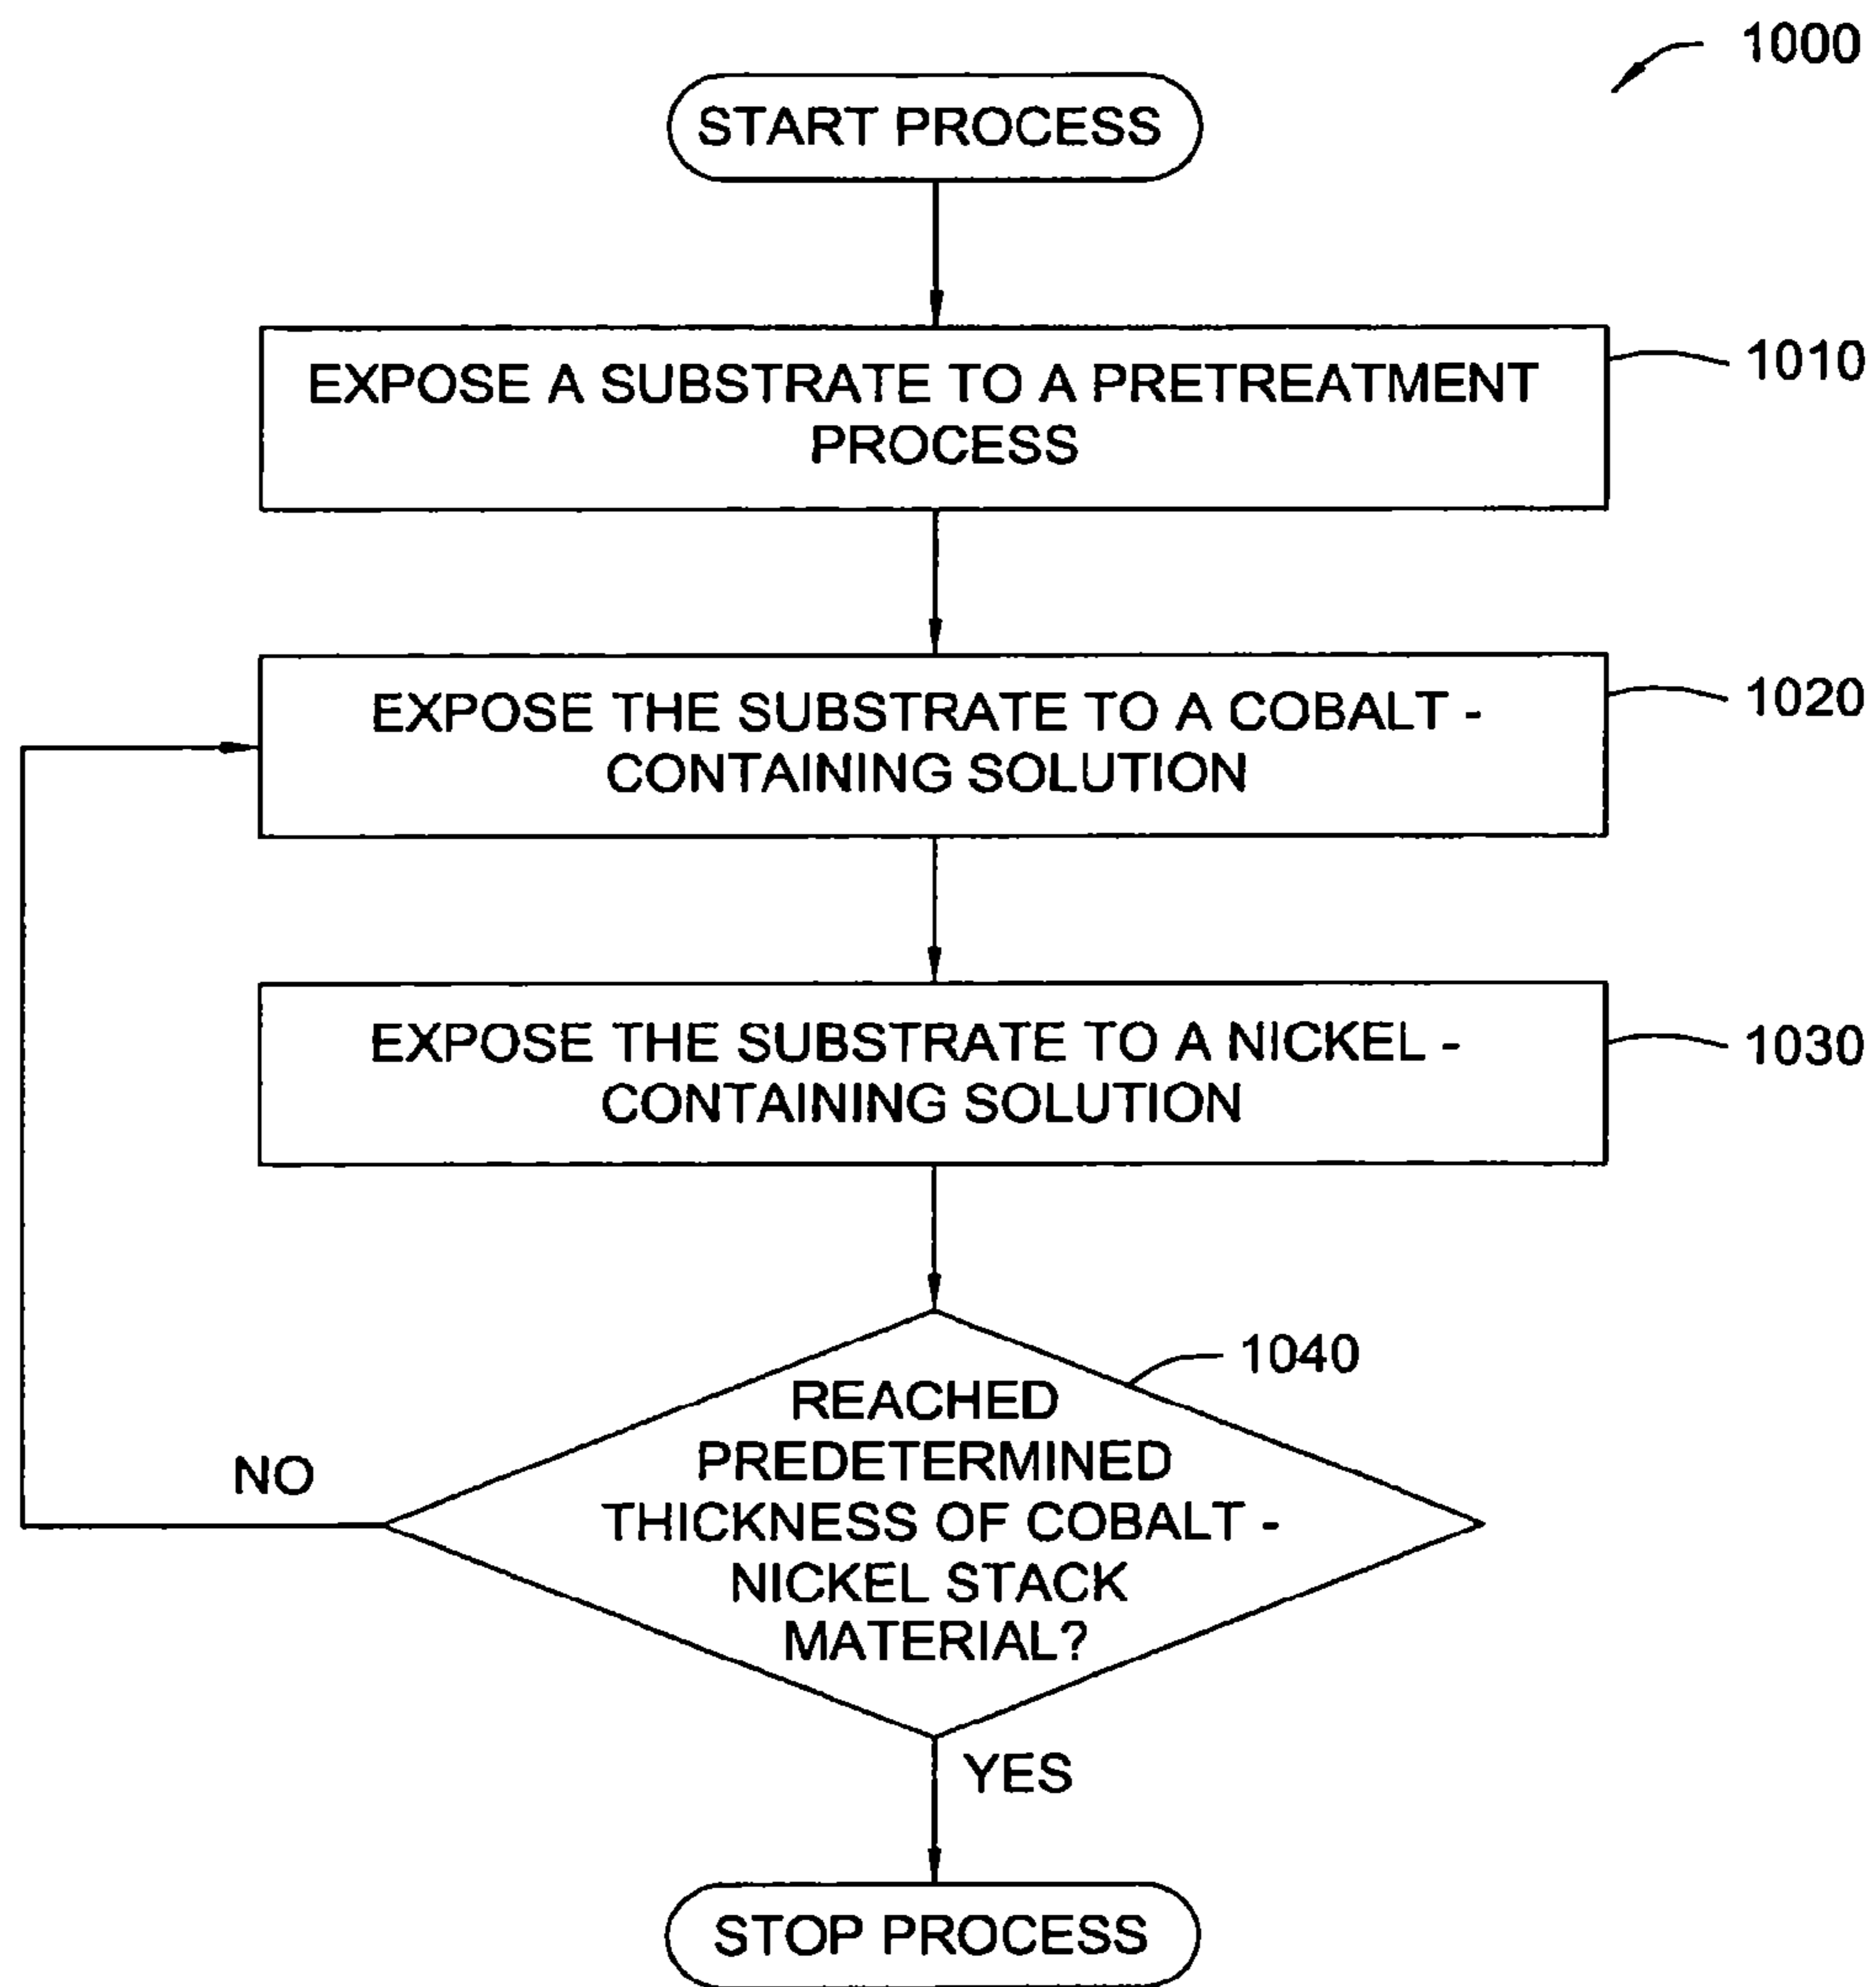 1000
START PROCESS
EXPOSE A SUBSTRATE TO A PRETREATMENT
PROCESS
1010
EXPOSE THE SUBSTRATE TO A COBALT -
CONTAINING SOLUTION
1020
EXPOSE THE SUBSTRATE TO A NICKEL -
CONTAINING SOLUTION
1030
1040
REACHED
PREDETERMINED
THICKNESS OF COBALT -
NICKEL STACK
MATERIAL?
NO
YES
STOP PROCESS